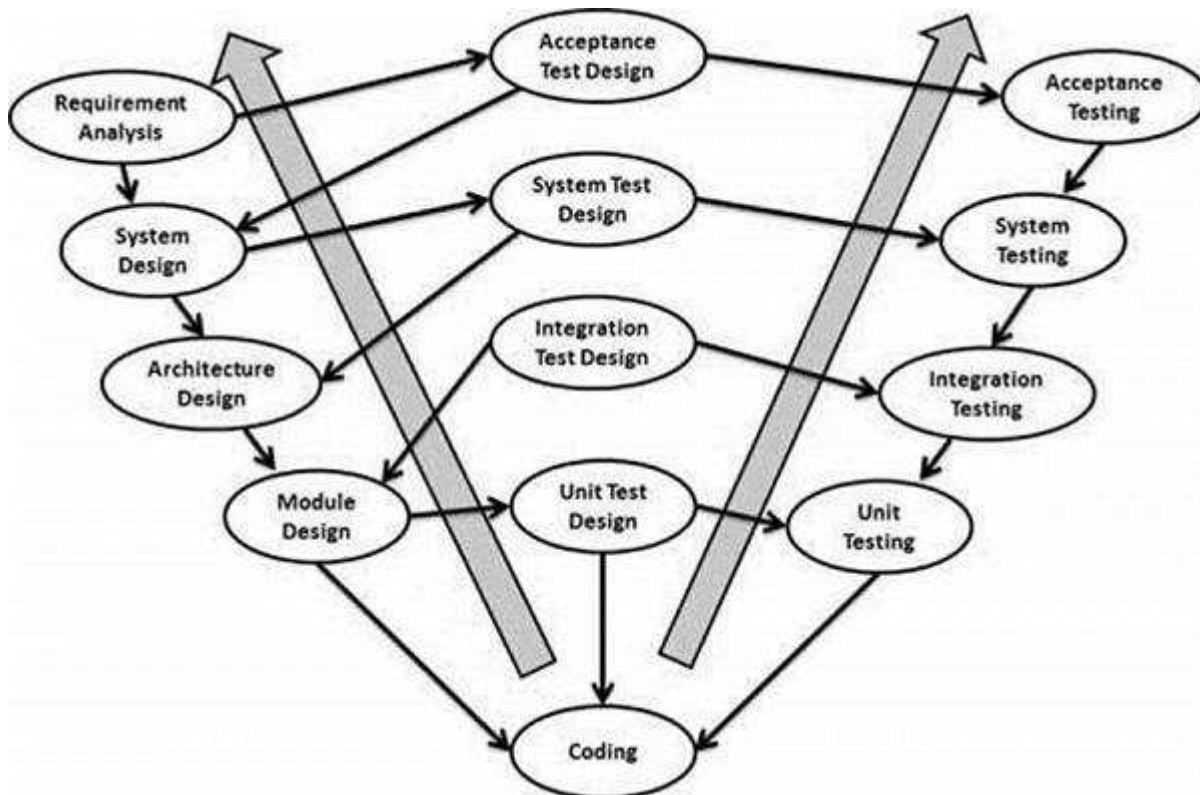 Acceptance
Test Design
Requirement
Analysis
Acceptance
Testing
System Test
Design
System
Design
System
Testing
Integration
Test Design
Architecture
Design
Integration
Testing
Module
Design
Unit Test
Design
Unit
Testing
Coding